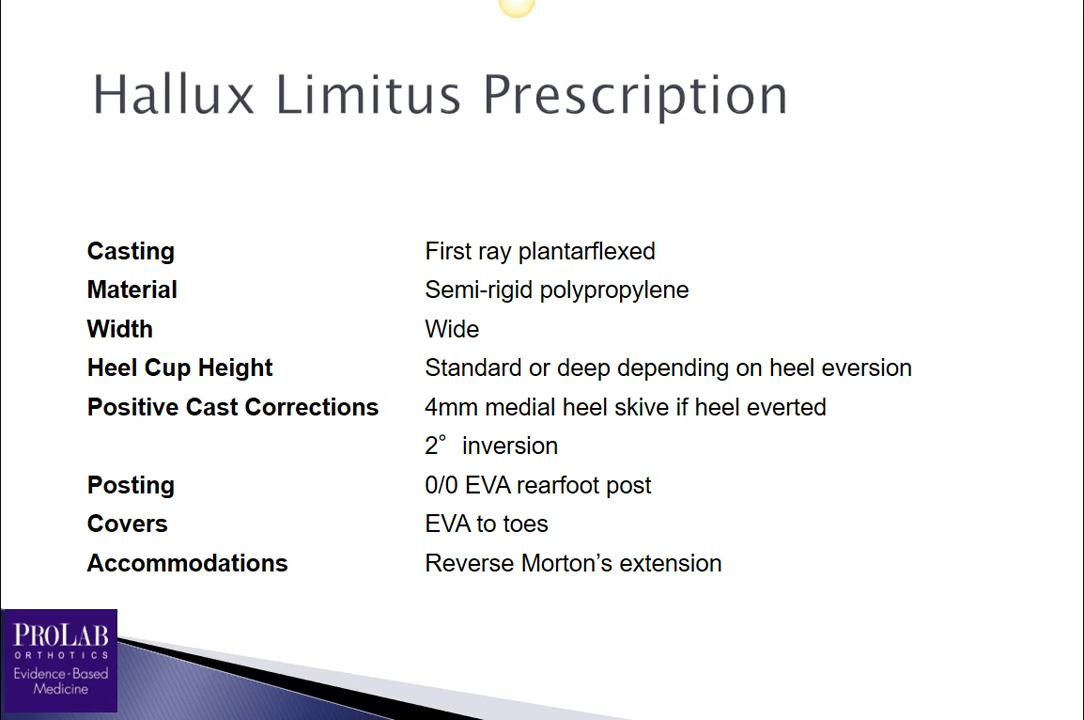 Hallux Limitus Prescription
Casting First ray plantarflexed
Material Semi-rigid polypropylene
Width Wide
Heel Cup Height Standard or deep depending on heel eversion
Positive Cast Corrections 4mm medial heel skive if heel everted
2° inversion
Posting 0/0 EVA rearfoot post
Covers EVA to toes
Accommodations Reverse Morton’s extension
PROLAB
ORTHOTICS
Evidence-Based
Medicine